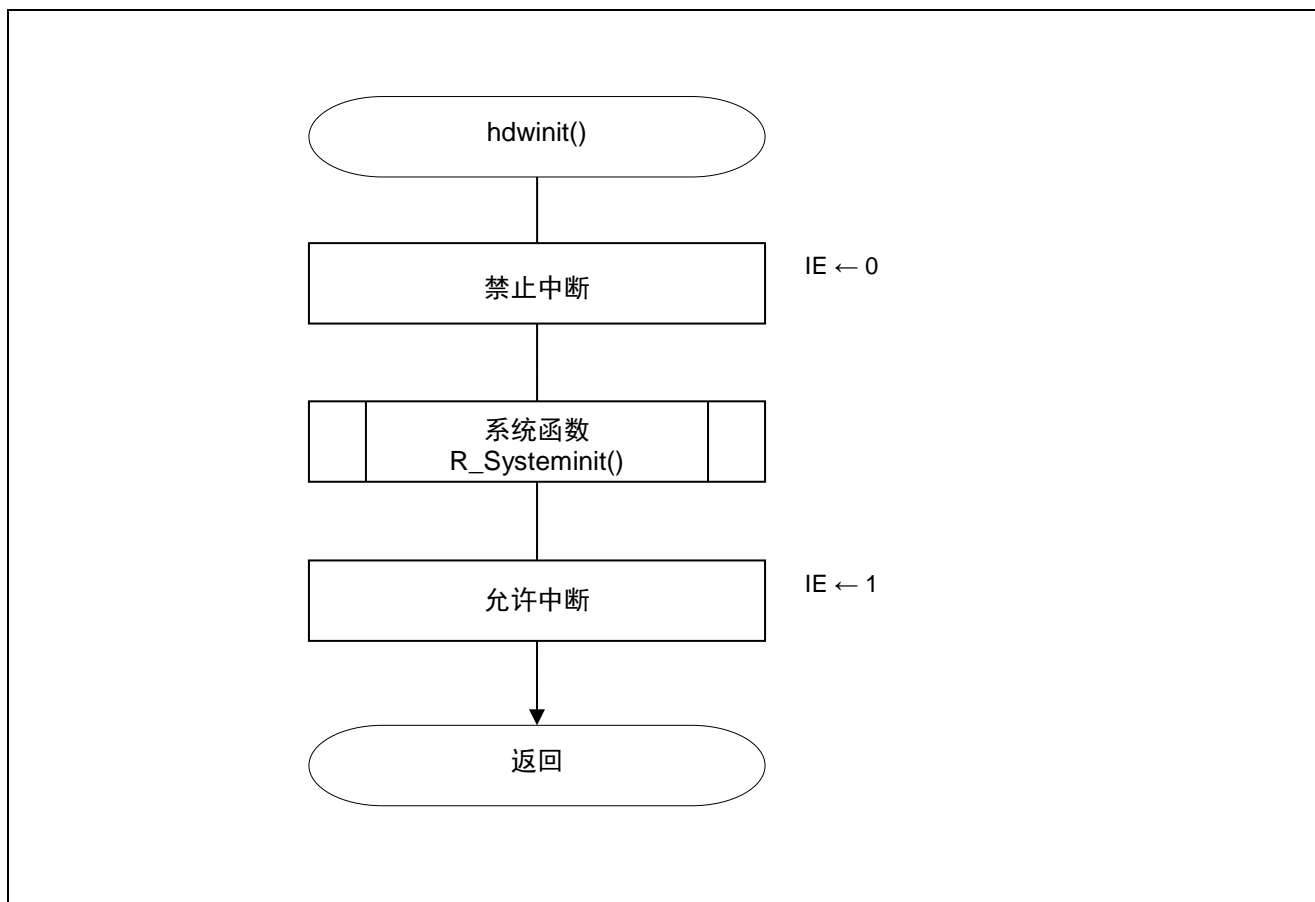 hdwinit()
禁止中断
IE ← 0
系统函数
R_Systeminit()
允许中断
IE ← 1
返回